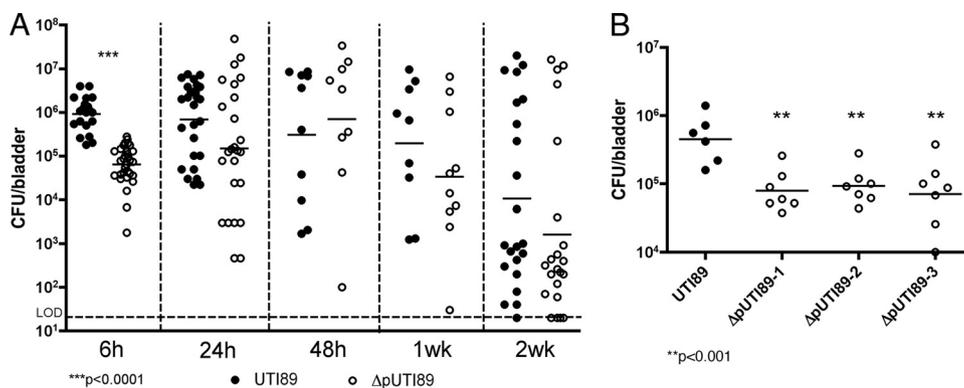 A
CFU/bladder
10⁸
10⁷
10⁶
10⁵
10⁴
10³
10²
10¹
LOD
***
6h 24h 48h 1wk 2wk
***p<0.0001 ● UTI89 ○ ΔpUTI89
B
CFU/bladder
10⁷
10⁶
10⁵
10⁴
** ** **
UTI89 ΔpUTI89-1 ΔpUTI89-2 ΔpUTI89-3
**p<0.001